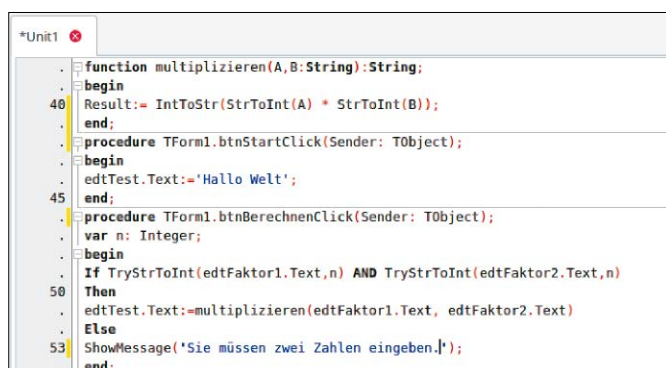 *Unit1
. function multiplizieren(A,B:String):String;
. begin
40 Result:= IntToStr(StrToInt(A) * StrToInt(B));
. end;
. procedure TForm1.btnStartClick(Sender: TObject);
. begin
. edtTest.Text:='Hallo Welt';
45 end;
. procedure TForm1.btnBerechnenClick(Sender: TObject);
. var n: Integer;
. begin
. If TryStrToInt(edtFaktor1.Text,n) AND TryStrToInt(edtFaktor2.Text,n)
50 Then
. edtTest.Text:=multiplizieren(edtFaktor1.Text, edtFaktor2.Text)
. Else
53 ShowMessage('Sie müssen zwei Zahlen eingeben.');
end;